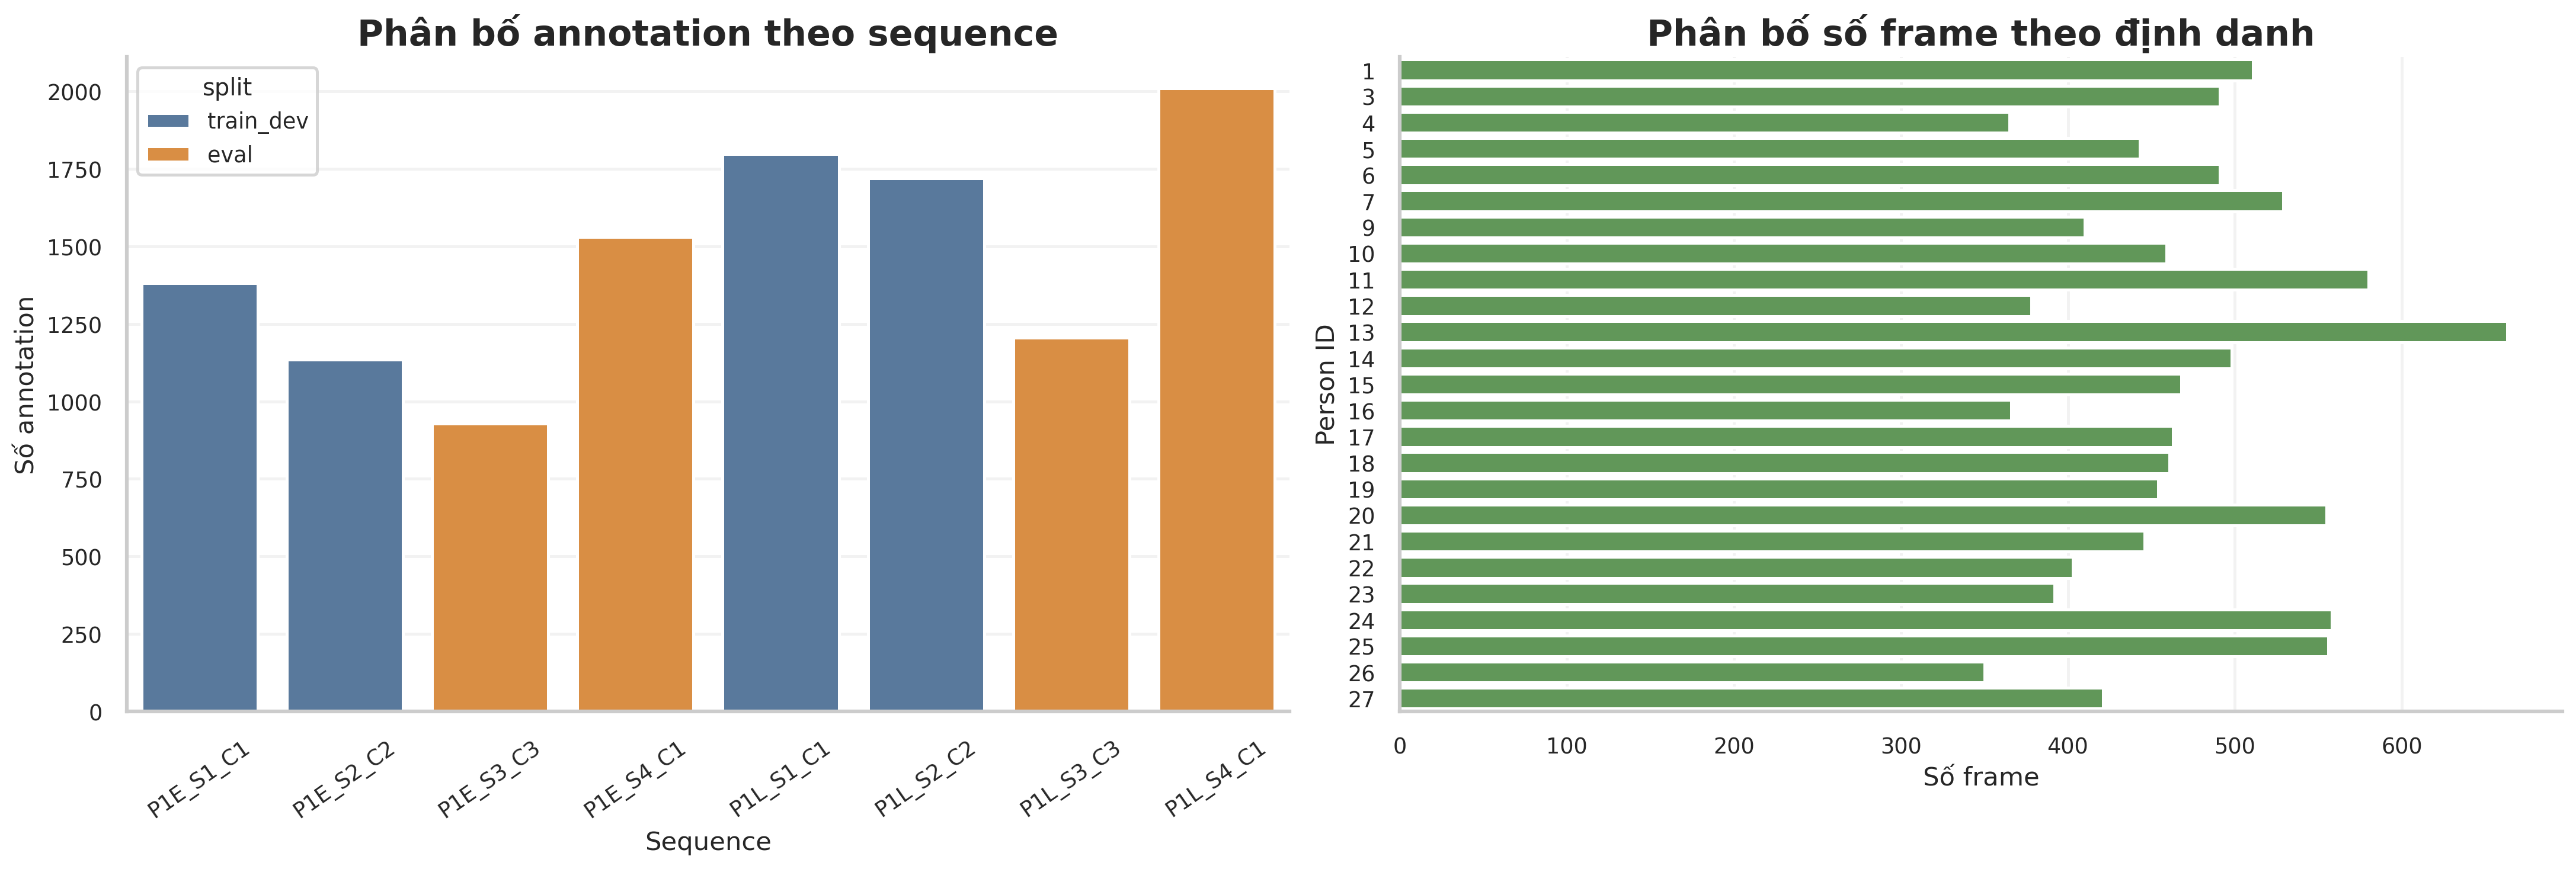 Phân bố annotation theo sequence
split
train_dev
eval
Số annotation
2000
1750
1500
1250
1000
750
500
250
0
P1E_S1_C1
P1E_S2_C2
P1E_S3_C3
P1E_S4_C1
P1L_S1_C1
P1L_S2_C2
P1L_S3_C3
P1L_S4_C1
Sequence
Phân bố số frame theo định danh
Person ID
1
3
4
5
6
7
9
10
11
12
13
14
15
16
17
18
19
20
21
22
23
24
25
26
27
0 100 200 300 400 500 600
Số frame